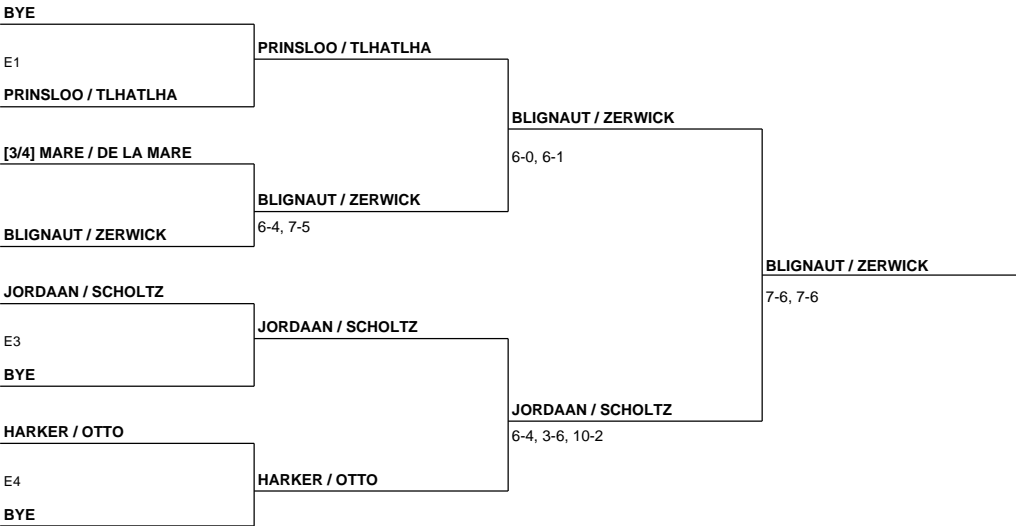 BYE
E1
PRINSLOO / TLHATLHA
PRINSLOO / TLHATLHA
[3/4] MARE / DE LA MARE
BLIGNAUT / ZERWICK
BLIGNAUT / ZERWICK
6-4, 7-5
BLIGNAUT / ZERWICK
6-0, 6-1
JORDAAN / SCHOLTZ
E3
BYE
JORDAAN / SCHOLTZ
HARKER / OTTO
E4
BYE
HARKER / OTTO
JORDAAN / SCHOLTZ
6-4, 3-6, 10-2
BLIGNAUT / ZERWICK
7-6, 7-6